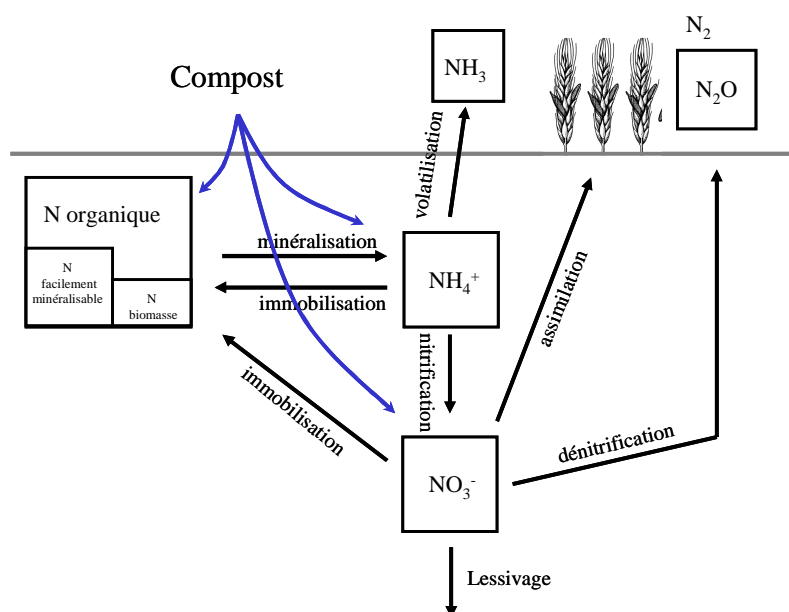 N₂
NH₃
N₂O
Compost
volatilisation
N organique
minéralisation
N
facilement
minéralisable
N
biomasse
NH₄⁺
immobilisation
assimilation
nitrification
immobilisation
dénitrification
NO₃⁻
Lessivage